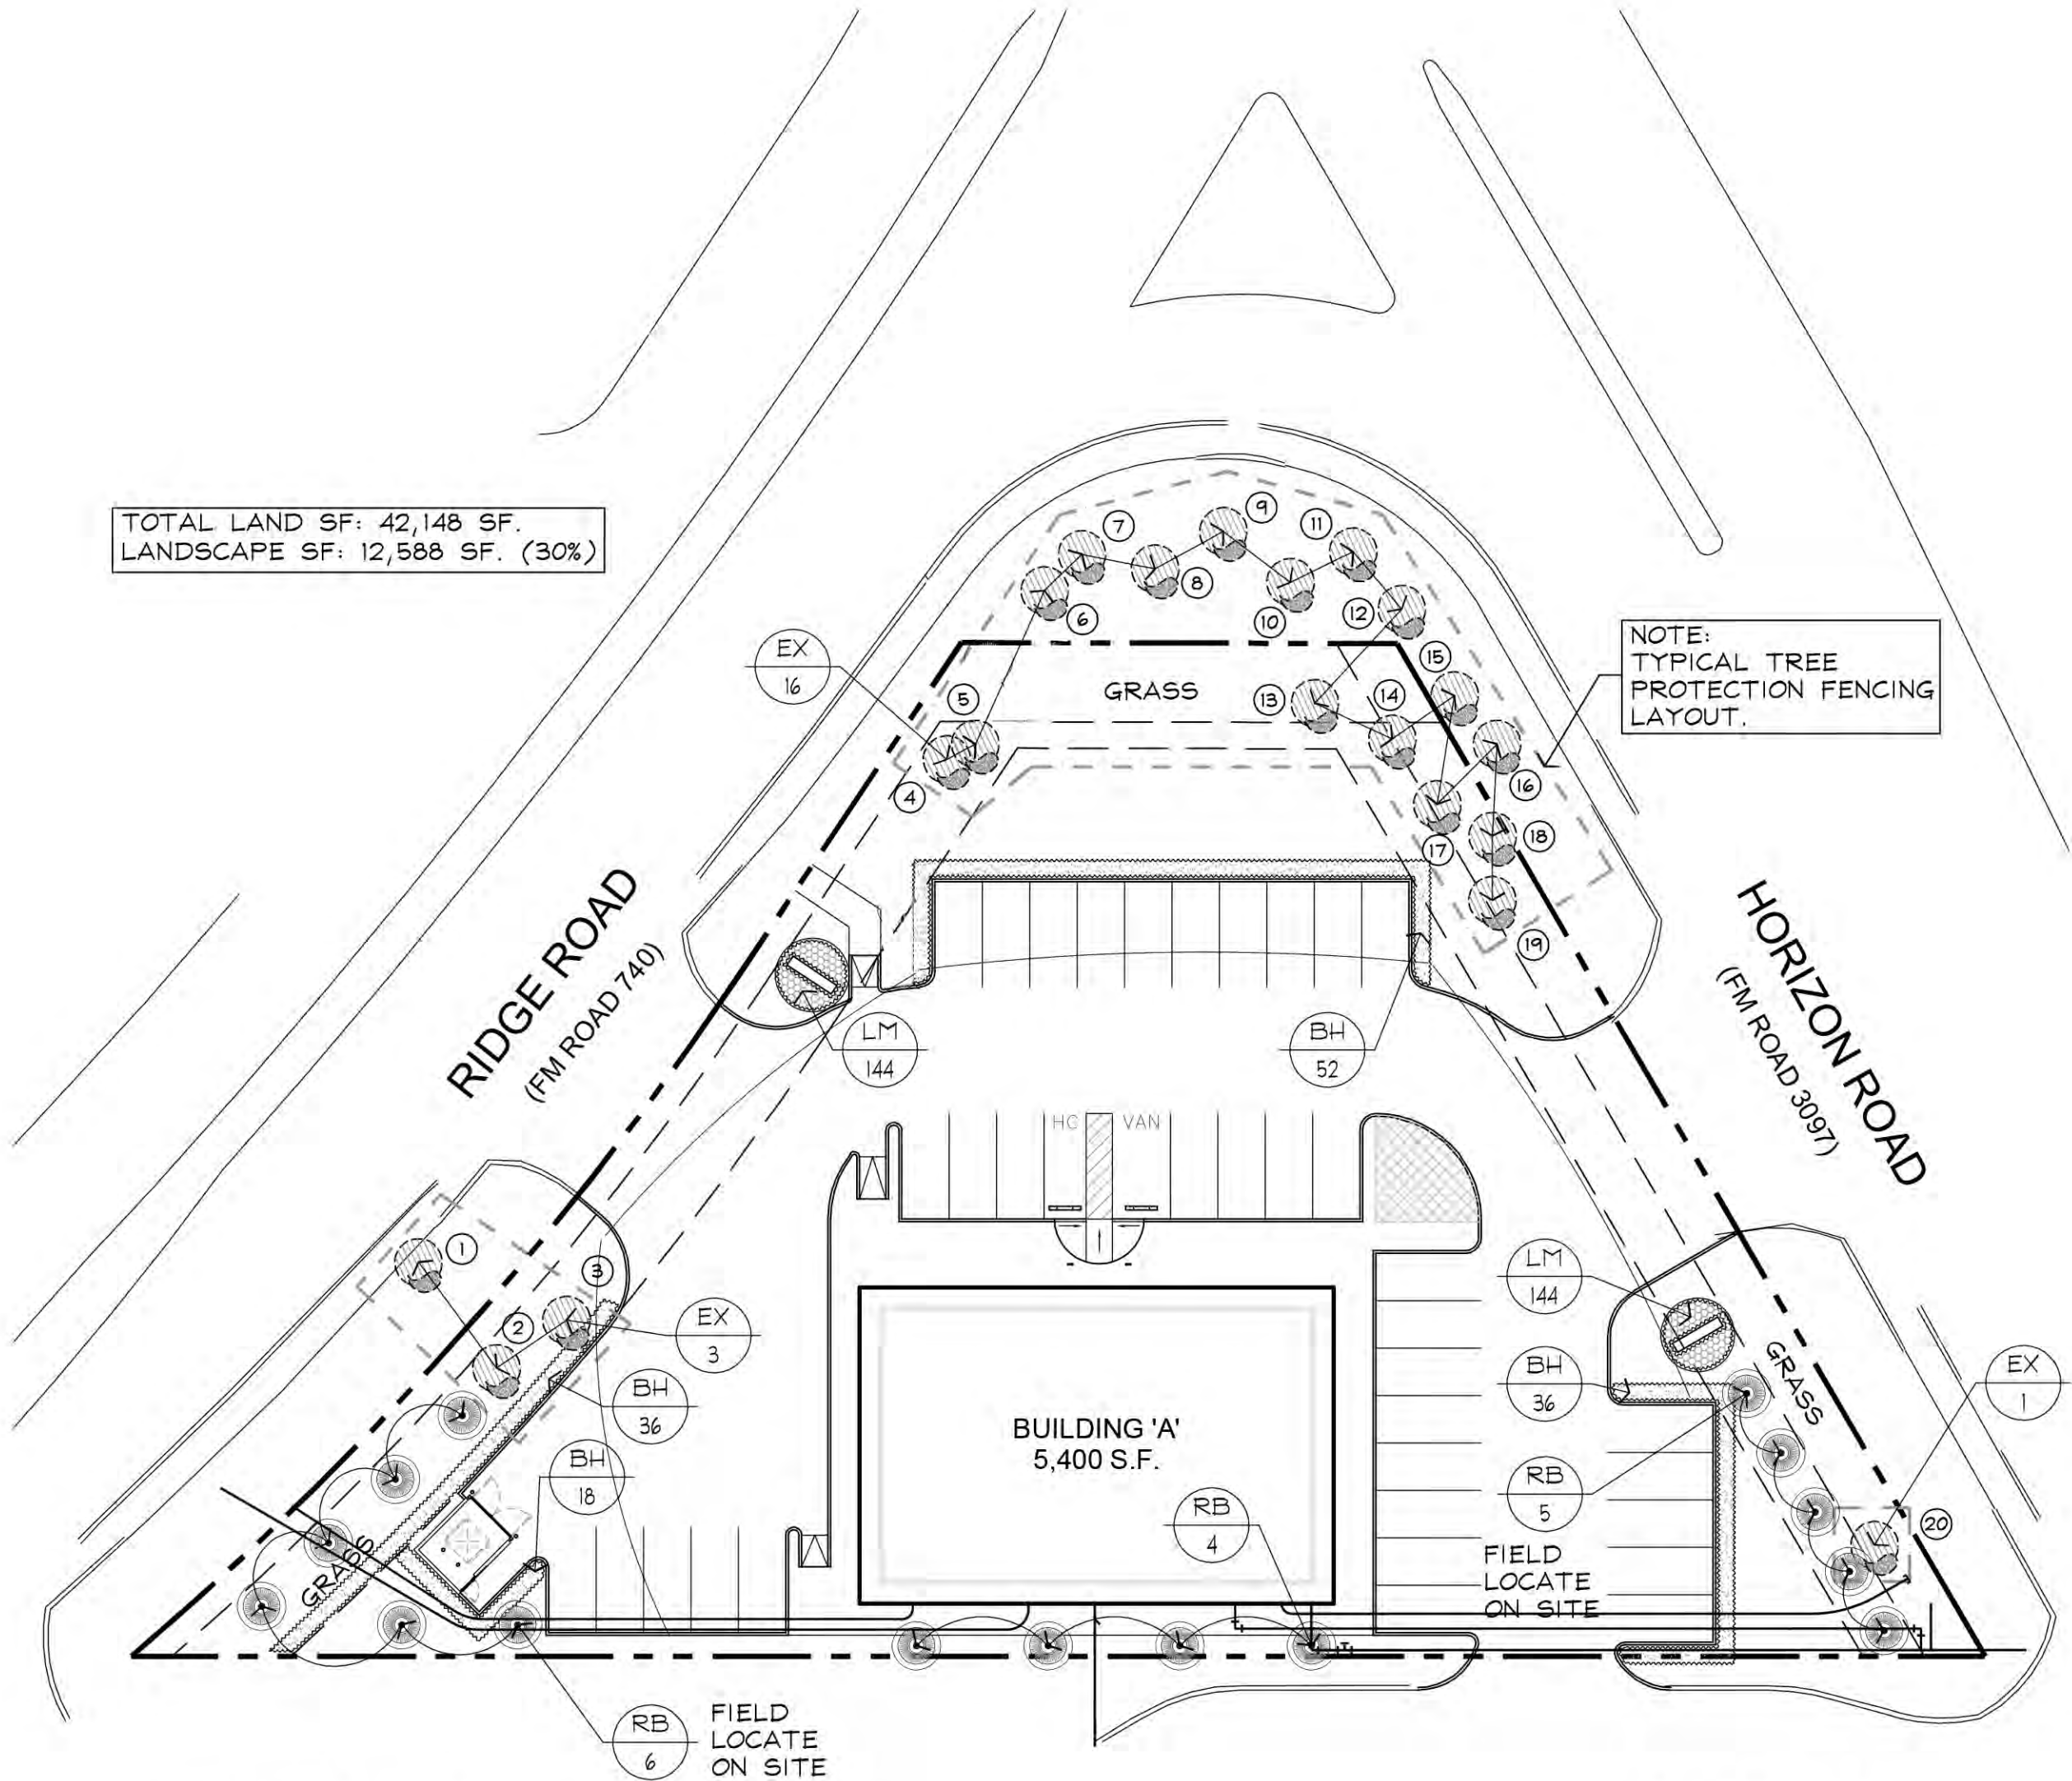 TOTAL LAND SF: 42,148 SF.
LANDSCAPE SF: 12,588 SF. (30%)
9
11
7
8
6
10
12
NOTE:
TYPICAL TREE
PROTECTION FENCING
LAYOUT.
EX
16
5
GRASS
13
14
15
4
16
17
18
19
RIDGE ROAD
(FM ROAD 740)
HORIZON ROAD
(FM ROAD 3097)
LM
144
BH
52
HC
VAN
1
3
2
EX
3
BH
36
BH
18
GRASS
BUILDING 'A'
5,400 S.F.
RB
4
LM
144
BH
36
RB
5
GRASS
EX
1
20
FIELD
LOCATE
ON SITE
RB
6
FIELD
LOCATE
ON SITE